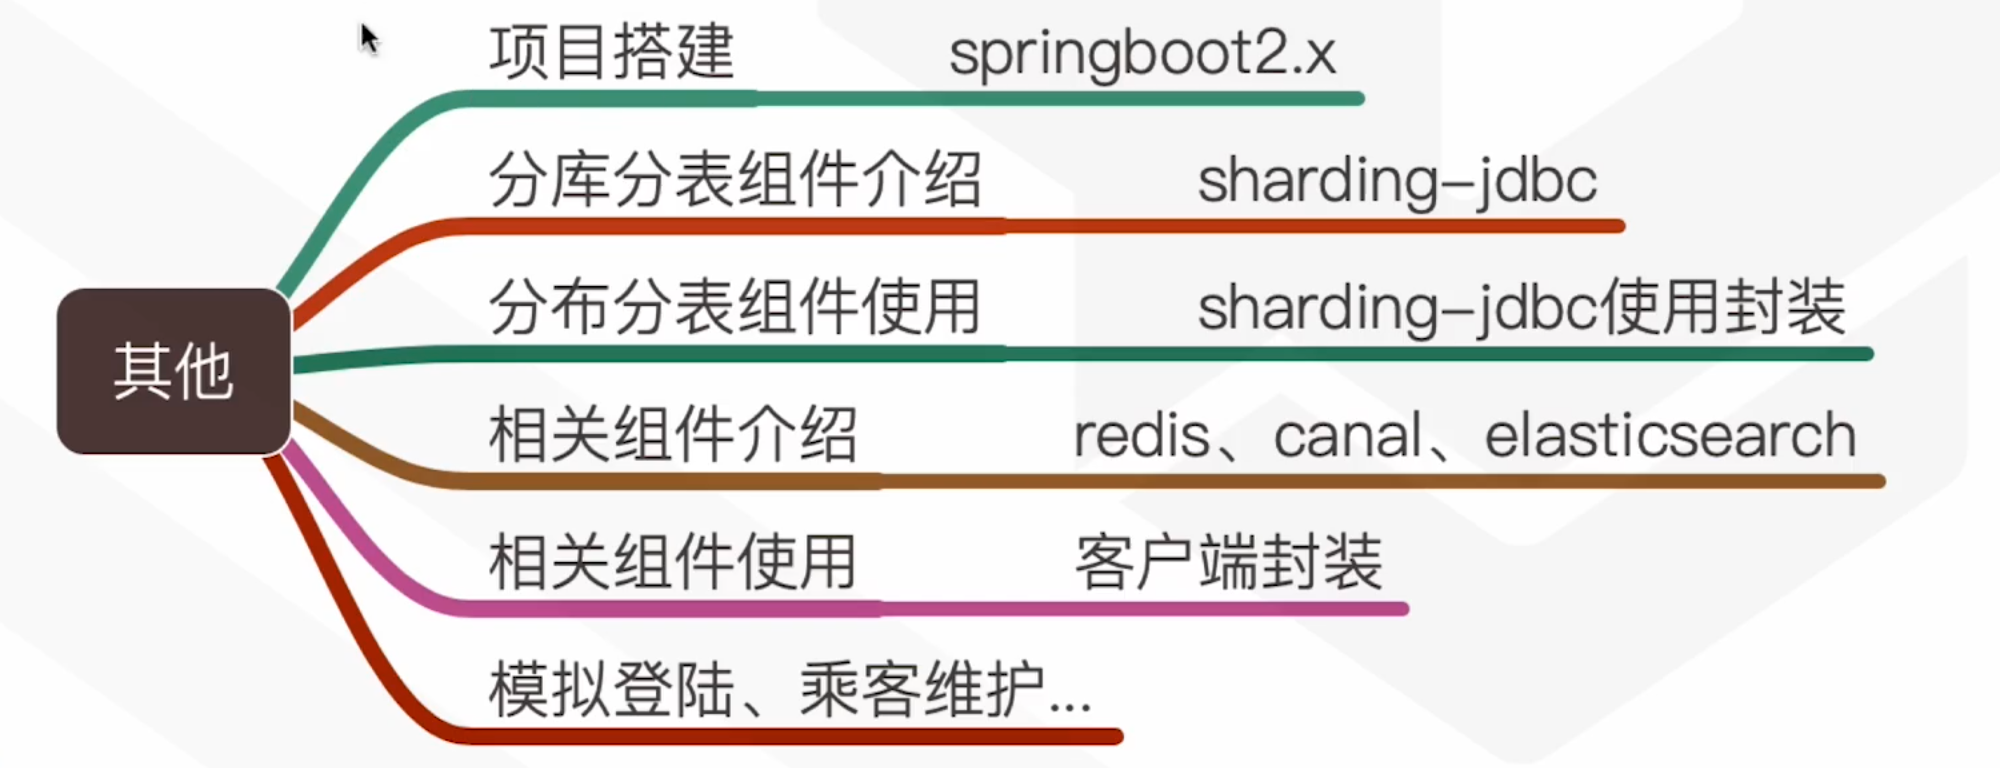 其他
项目搭建 springboot2.x
分库分表组件介绍 sharding-jdbc
分布分表组件使用 sharding-jdbc使用封装
相关组件介绍 redis、canal、elasticsearch
相关组件使用 客户端封装
模拟登陆、乘客维护...